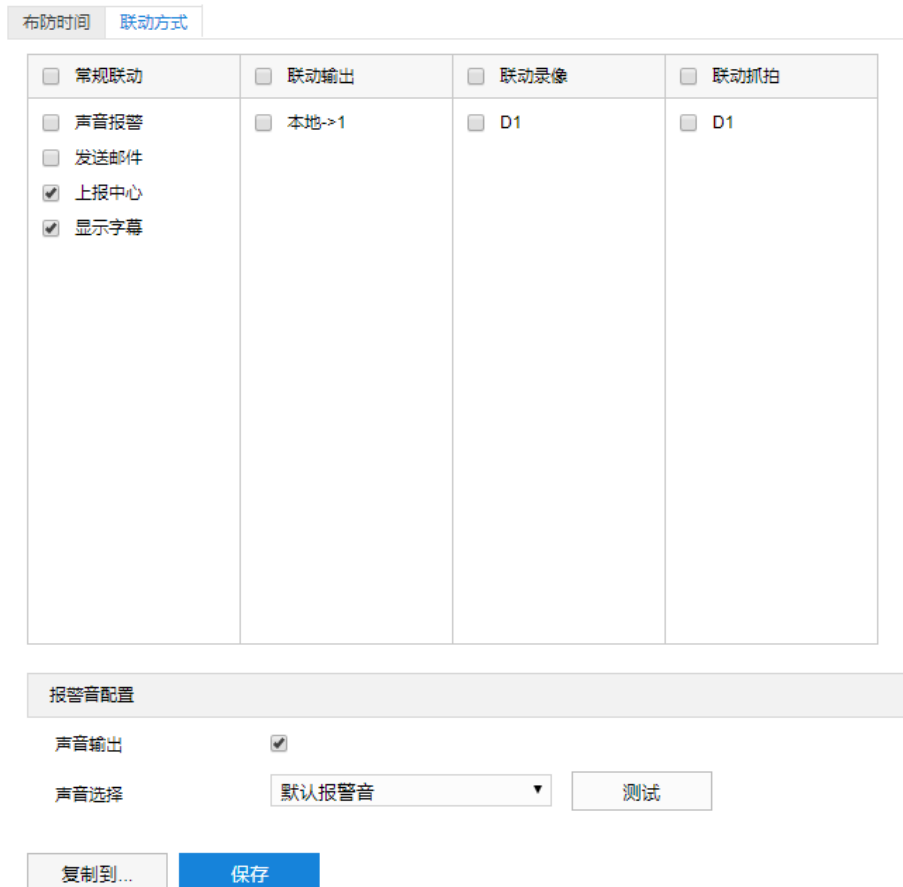 布防时间 联动方式
常规联动 联动输出 联动录像 联动抓拍
声音报警 本地->1 D1 D1
发送邮件
上报中心
显示字幕
报警音配置
声音输出
声音选择 默认报警音 测试
复制到... 保存